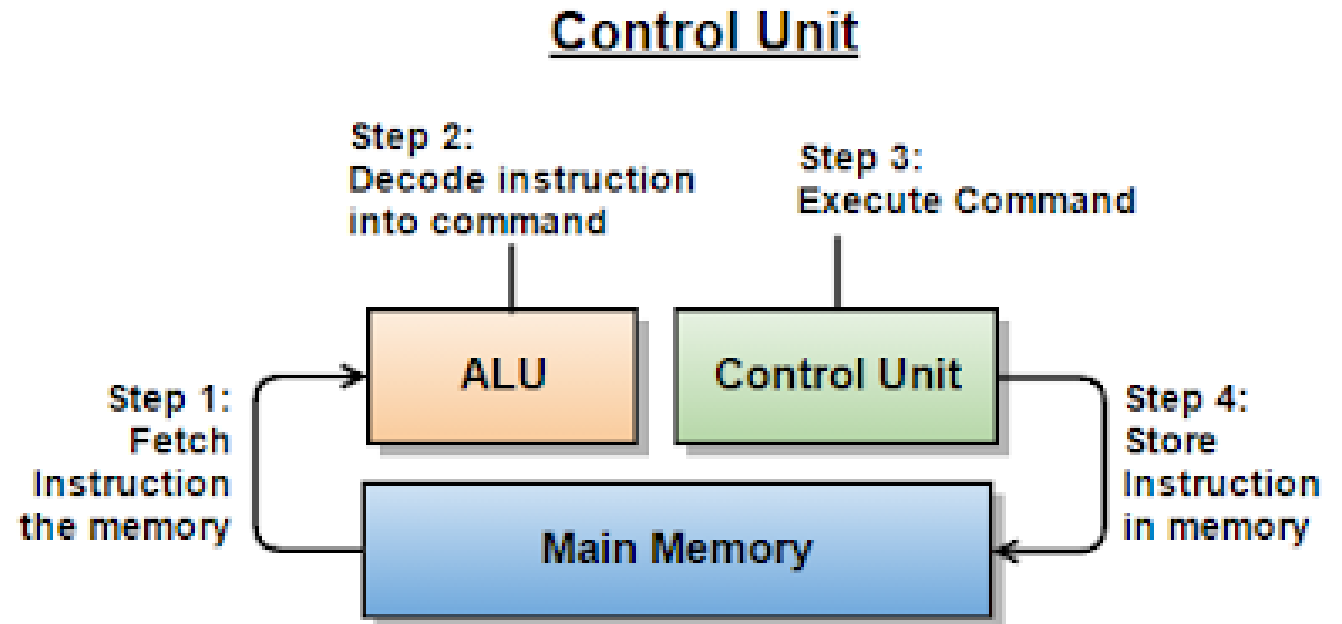 Control Unit
Step 2:
Decode instruction
into command
Step 3:
Execute Command
ALU
Control Unit
Step 1:
Fetch
Instruction
the memory
Step 4:
Store
Instruction
in memory
Main Memory